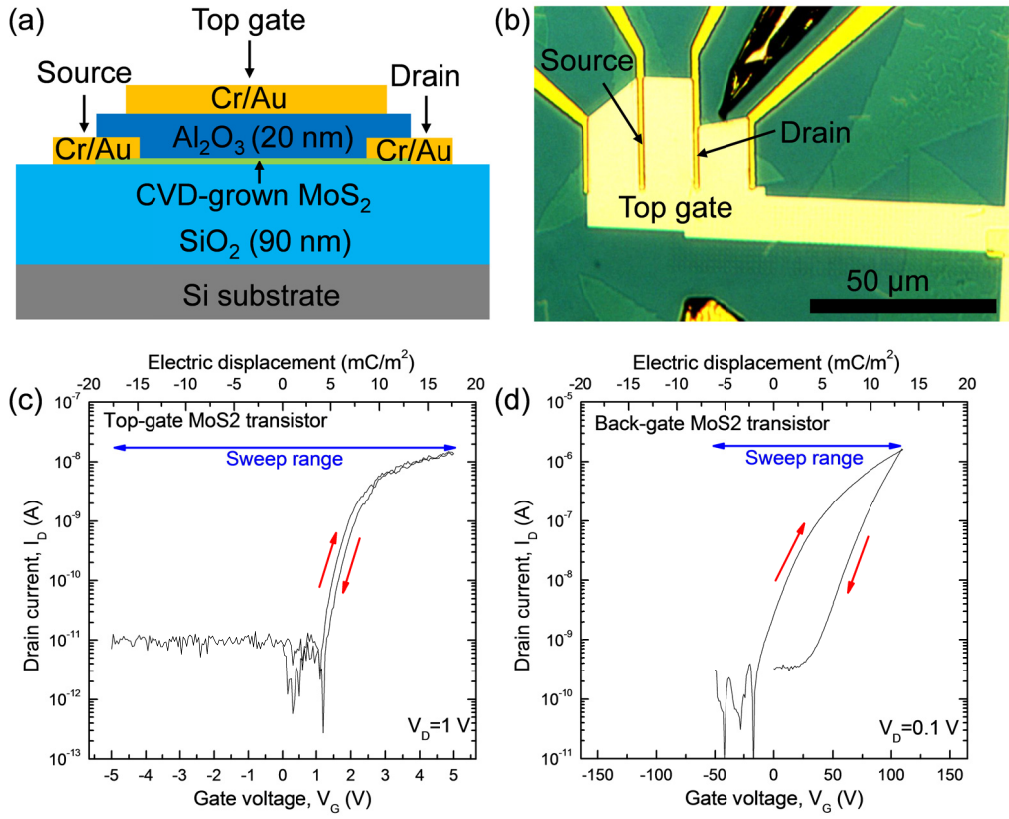 (a)
Top gate
Source
Drain
Cr/Au
Al₂O₃ (20 nm)
Cr/Au
Cr/Au
CVD-grown MoS₂
SiO₂ (90 nm)
Si substrate
(b)
Source
Drain
Top gate
50 µm
(c)
Electric displacement (mC/m²)
-20 -15 -10 -5 0 5 10 15 20
Top-gate MoS2 transistor
Sweep range
10⁻⁷
10⁻⁸
10⁻⁹
10⁻¹⁰
10⁻¹¹
10⁻¹²
10⁻¹³
Drain current, I_D (A)
V_D=1 V
-5 -4 -3 -2 -1 0 1 2 3 4 5
Gate voltage, V_G (V)
(d)
Electric displacement (mC/m²)
-20 -15 -10 -5 0 5 10 15 20
Back-gate MoS2 transistor
Sweep range
10⁻⁵
10⁻⁶
10⁻⁷
10⁻⁸
10⁻⁹
10⁻¹⁰
10⁻¹¹
Drain current, I_D (A)
V_D=0.1 V
-150 -100 -50 0 50 100 150
Gate voltage, V_G (V)